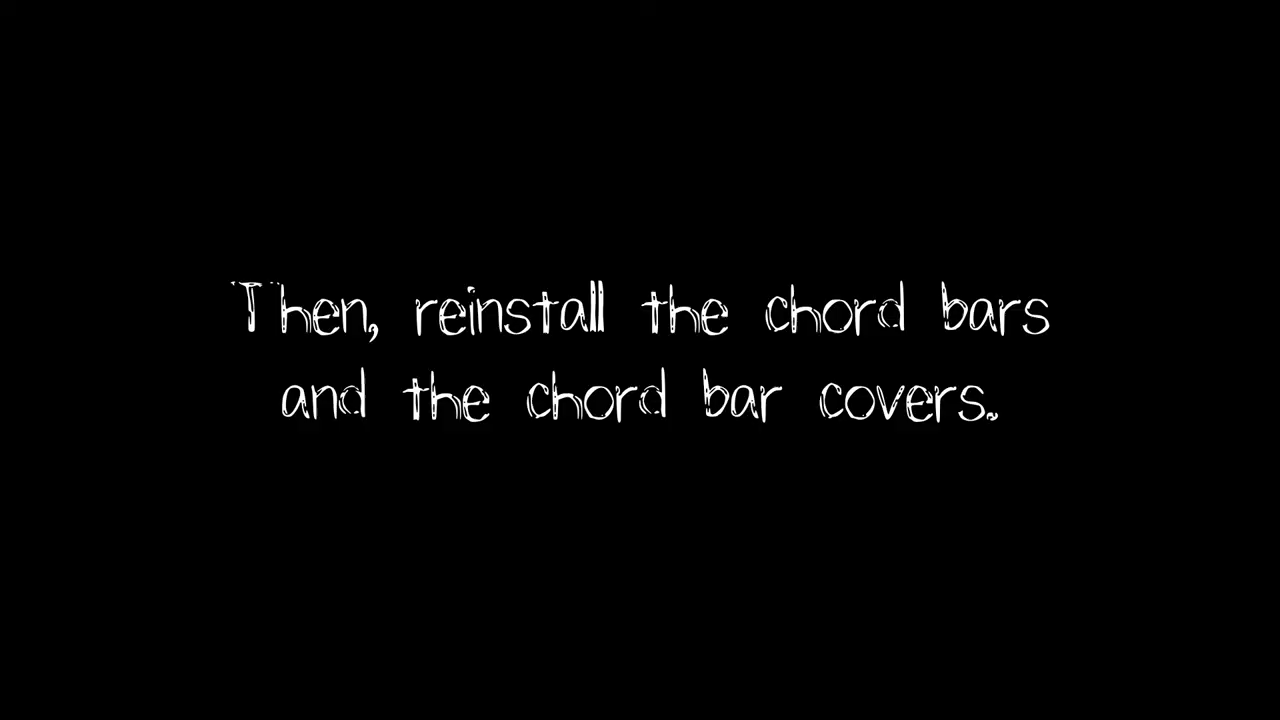 Then, reinstall the chord bars
and the chord bar covers.